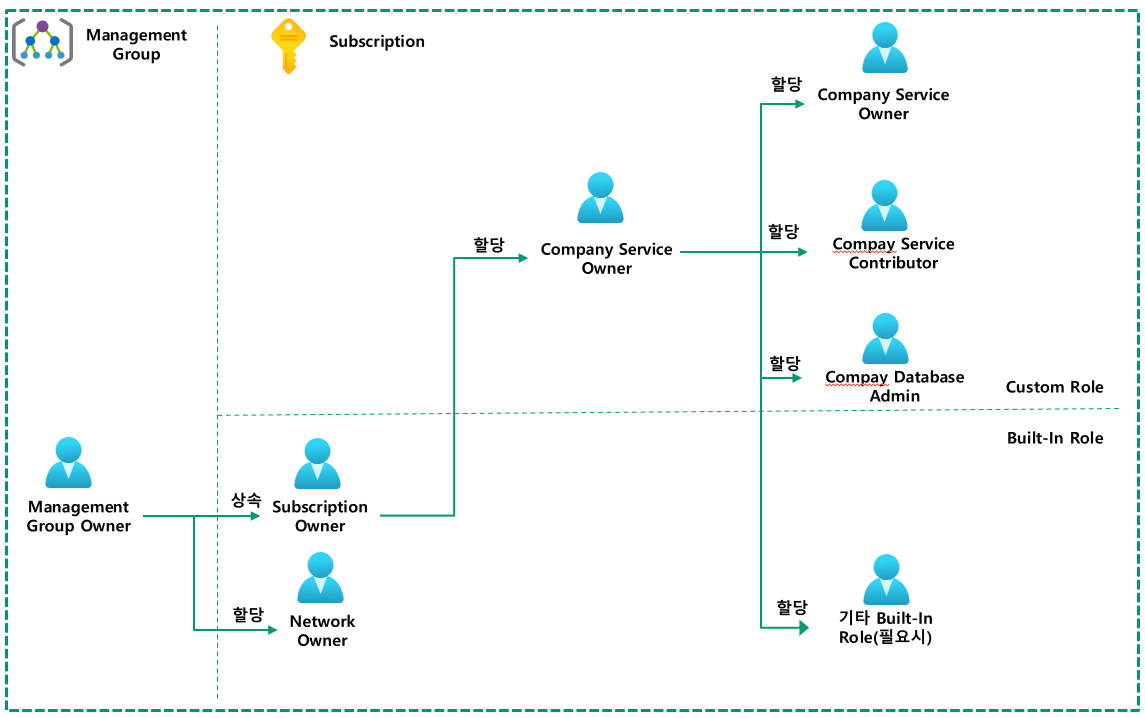 Management
Group
Subscription
할당
Company Service
Owner
할당
Company Service
Owner
할당
Compay Service
Contributor
할당
Compay Database
Admin
Custom Role
Built-In Role
Management
Group Owner
상속
Subscription
Owner
할당
Network
Owner
할당
기타 Built-In
Role(필요시)